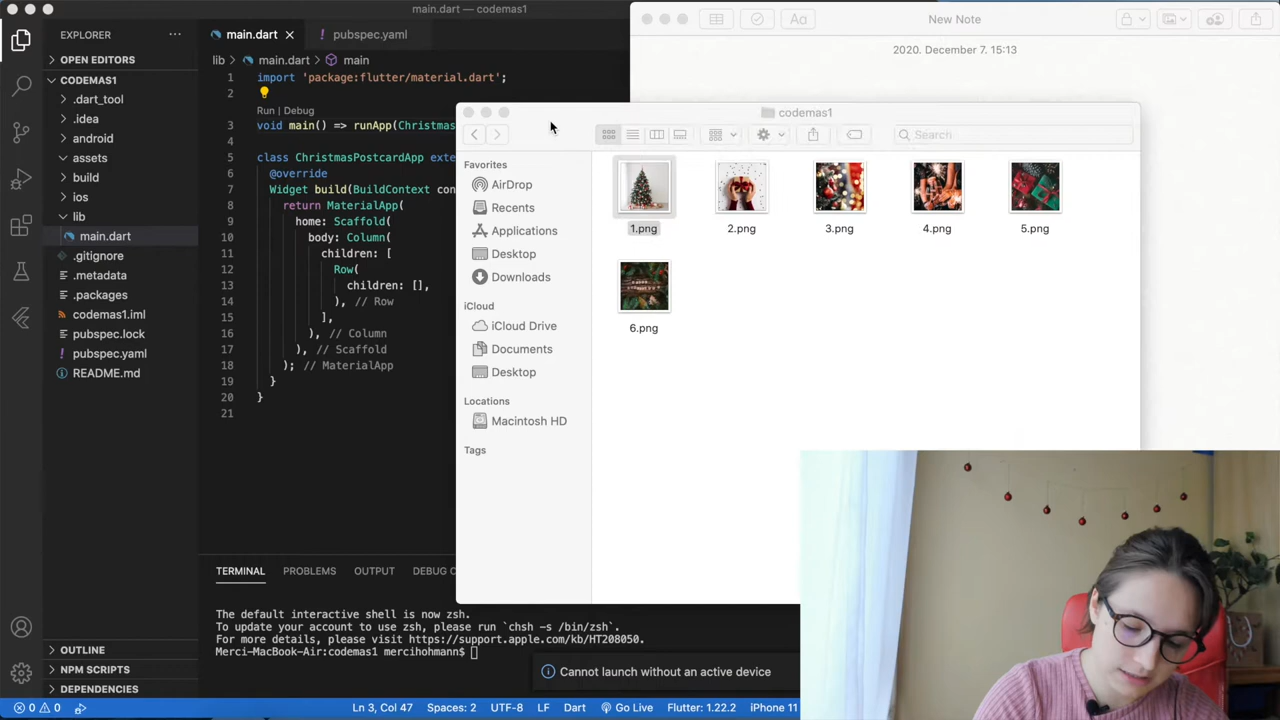 main.dart — codemas1
EXPLORER
OPEN EDITORS
CODEMAS1
.dart_tool
.idea
android
assets
build
ios
lib
main.dart
.gitignore
.metadata
.packages
codemas1.iml
pubspec.lock
pubspec.yaml
README.md
OUTLINE
NPM SCRIPTS
DEPENDENCIES
main.dart
pubspec.yaml
lib > main.dart > main
1 import 'package:flutter/material.dart';
2
Run | Debug
3 void main() => runApp(Christmas
4
5 class ChristmasPostcardApp exte
6 @override
7 Widget build(BuildContext con
8 return MaterialApp(
9 home: Scaffold(
10 body: Column(
11 children: [
12 Row(
13 children: [],
14 ), // Row
15 ],
16 ), // Column
17 ), // Scaffold
18 ); // MaterialApp
19 }
20 }
21
New Note
Aa
2020. December 7. 15:13
codemas1
Search
Favorites
AirDrop
Recents
Applications
Desktop
Downloads
iCloud
iCloud Drive
Documents
Desktop
Locations
Macintosh HD
Tags
1.png
2.png
3.png
4.png
5.png
6.png
TERMINAL
PROBLEMS
OUTPUT
DEBUG C
The default interactive shell is now zsh.
To update your account to use zsh, please run `chsh -s /bin/zsh`.
For more details, please visit https://support.apple.com/kb/HT208050.
Merci-MacBook-Air:codemas1 mercihohmann$
Cannot launch without an active device
0 0
Ln 3, Col 47
Spaces: 2
UTF-8
LF
Dart
Go Live
Flutter: 1.22.2
iPhone 11